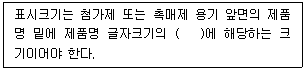 표시크기는 첨가제 또는 촉매제 용기 앞면의 제품
명 밑에 제품명 글자크기의 (   )에 해당하는 크
기이어야 한다.